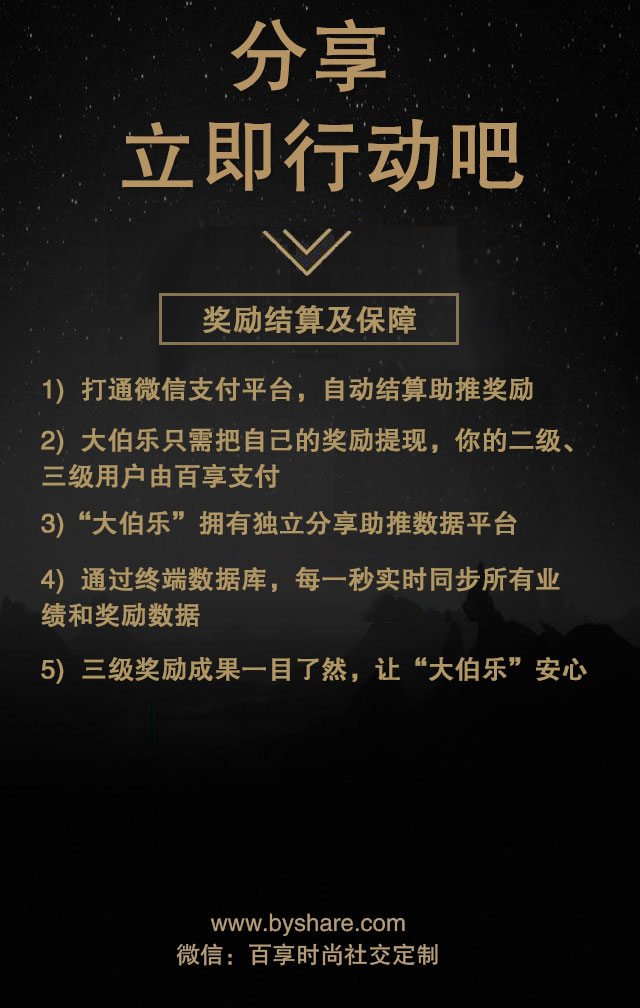 分享
立即行动吧
奖励结算及保障
1) 打通微信支付平台，自动结算助推奖励
2) 大伯乐只需把自己的奖励提现，你的二级、
三级用户由百享支付
3)“大伯乐”拥有独立分享助推数据平台
4) 通过终端数据库，每一秒实时同步所有业
绩和奖励数据
5) 三级奖励成果一目了然，让“大伯乐”安心
www.byshare.com
微信：百享时尚社交定制